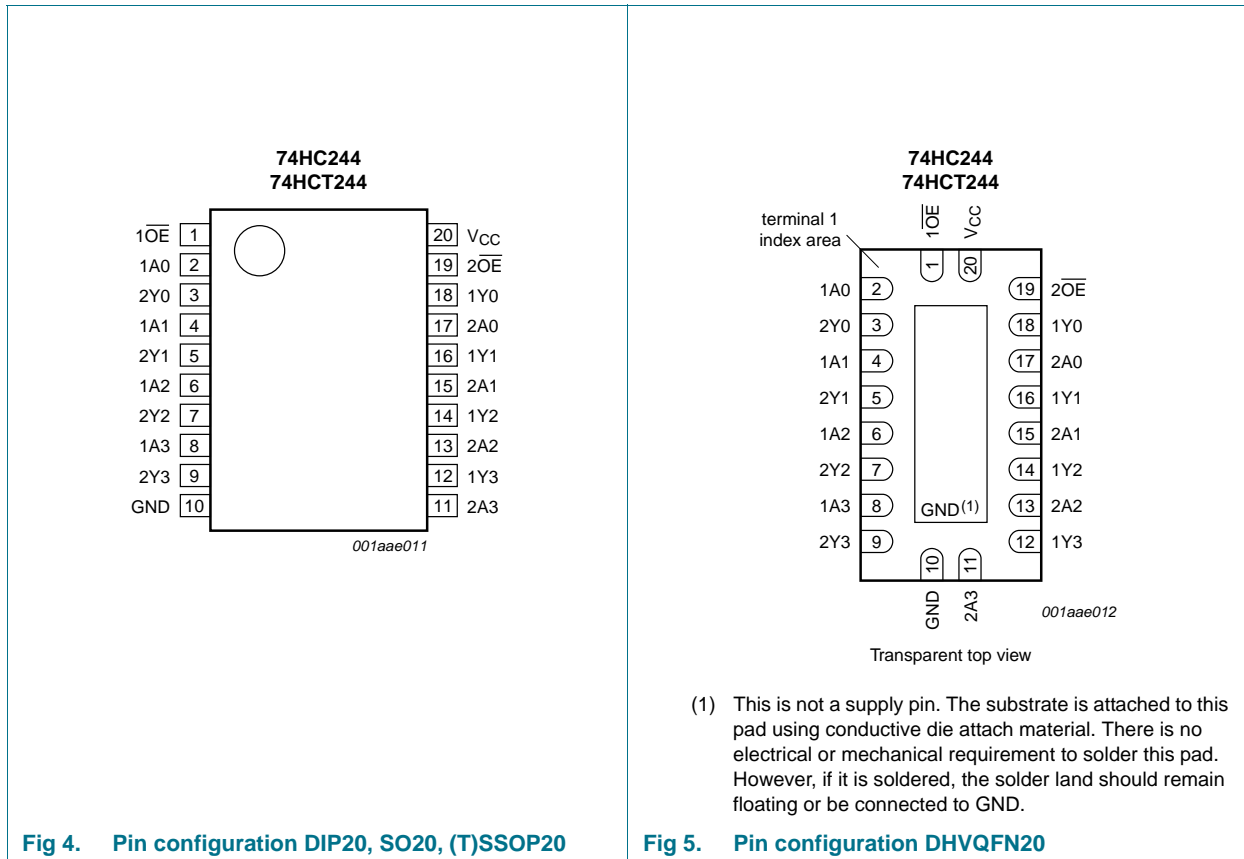 74HC244
74HCT244
1O̅E̅ 1
1A0 2
2Y0 3
1A1 4
2Y1 5
1A2 6
2Y2 7
1A3 8
2Y3 9
GND 10
20 VCC
19 2O̅E̅
18 1Y0
17 2A0
16 1Y1
15 2A1
14 1Y2
13 2A2
12 1Y3
11 2A3
001aae011
Fig 4. Pin configuration DIP20, SO20, (T)SSOP20
74HC244
74HCT244
terminal 1
index area
1O̅E̅
VCC
1
20
1A0 2
2Y0 3
1A1 4
2Y1 5
1A2 6
2Y2 7
1A3 8
2Y3 9
19 2O̅E̅
18 1Y0
17 2A0
16 1Y1
15 2A1
14 1Y2
13 2A2
12 1Y3
GND(1)
10
11
GND
2A3
001aae012
Transparent top view
(1) This is not a supply pin. The substrate is attached to this
pad using conductive die attach material. There is no
electrical or mechanical requirement to solder this pad.
However, if it is soldered, the solder land should remain
floating or be connected to GND.
Fig 5. Pin configuration DHVQFN20